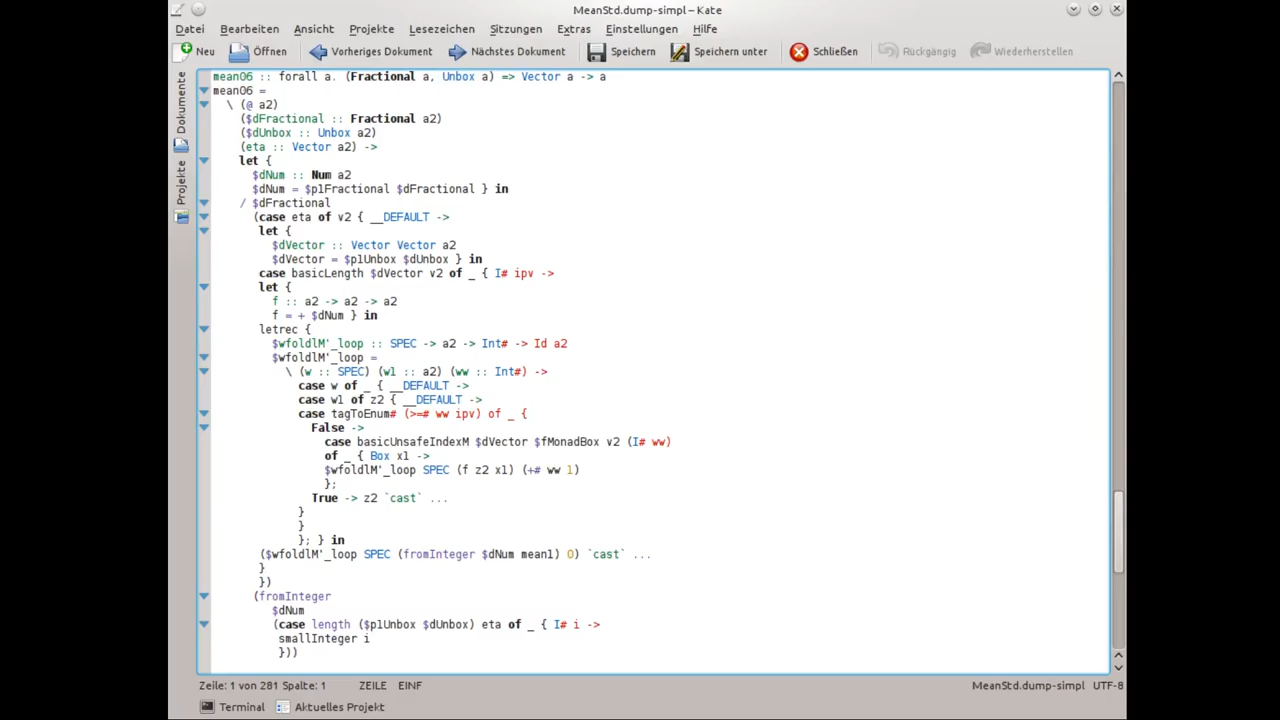 MeanStd.dump-simpl – Kate
Datei Bearbeiten Ansicht Projekte Lesezeichen Sitzungen Extras Einstellungen Hilfe
Neu Öffnen Vorheriges Dokument Nächstes Dokument Speichern Speichern unter Schließen Rückgängig Wiederherstellen
Dokumente
Projekte
mean06 :: forall a. (Fractional a, Unbox a) => Vector a -> a
mean06 =
\ (@ a2)
($dFractional :: Fractional a2)
($dUnbox :: Unbox a2)
(eta :: Vector a2) ->
let {
$dNum :: Num a2
$dNum = $p1Fractional $dFractional } in
/ $dFractional
(case eta of v2 { __DEFAULT ->
let {
$dVector :: Vector Vector a2
$dVector = $p1Unbox $dUnbox } in
case basicLength $dVector v2 of _ { I# ipv ->
let {
f :: a2 -> a2 -> a2
f = + $dNum } in
letrec {
$wfoldlM'_loop :: SPEC -> a2 -> Int# -> Id a2
$wfoldlM'_loop =
\ (w :: SPEC) (w1 :: a2) (ww :: Int#) ->
case w of _ { __DEFAULT ->
case w1 of z2 { __DEFAULT ->
case tagToEnum# (>=# ww ipv) of _ {
False ->
case basicUnsafeIndexM $dVector $fMonadBox v2 (I# ww)
of _ { Box x1 ->
$wfoldlM'_loop SPEC (f z2 x1) (+# ww 1)
};
True -> z2 `cast` ...
}
}
}; } in
($wfoldlM'_loop SPEC (fromInteger $dNum mean1) 0) `cast` ...
}
})
(fromInteger
$dNum
(case length ($p1Unbox $dUnbox) eta of _ { I# i ->
smallInteger i
}))
Zeile: 1 von 281 Spalte: 1 ZEILE EINF MeanStd.dump-simpl UTF-8
Terminal Aktuelles Projekt